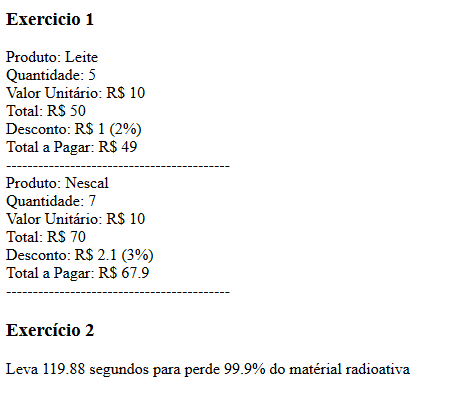 Exercicio 1
Produto: Leite
Quantidade: 5
Valor Unitário: R$ 10
Total: R$ 50
Desconto: R$ 1 (2%)
Total a Pagar: R$ 49
------------------------------------------
Produto: Nescal
Quantidade: 7
Valor Unitário: R$ 10
Total: R$ 70
Desconto: R$ 2.1 (3%)
Total a Pagar: R$ 67.9
------------------------------------------
Exercício 2
Leva 119.88 segundos para perde 99.9% do matérial radioativa